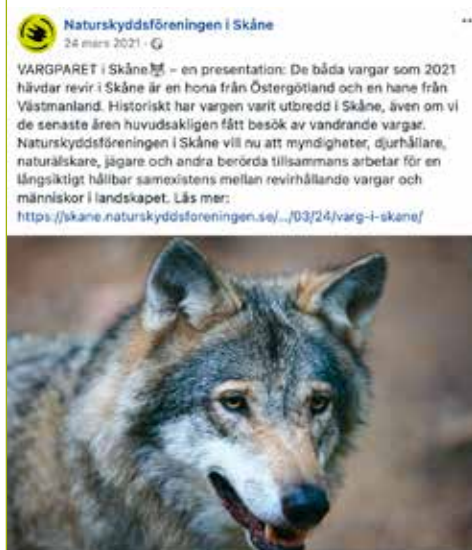 Naturskyddsföreningen i Skåne
24 mars 2021 ·
VARGPARET i Skåne🐺 – en presentation: De båda vargar som 2021
hävdar revir i Skåne är en hona från Östergötland och en hane från
Västmanland. Historiskt har vargen varit utbredd i Skåne, även om vi
de senaste åren huvudsakligen fått besök av vandrande vargar.
Naturskyddsföreningen i Skåne vill nu att myndigheter, djurhållare,
naturälskare, jägare och andra berörda tillsammans arbetar för en
långsiktigt hållbar samexistens mellan revirhållande vargar och
människor i landskapet. Läs mer:
https://skane.naturskyddsforeningen.se/.../03/24/varg-i-skane/